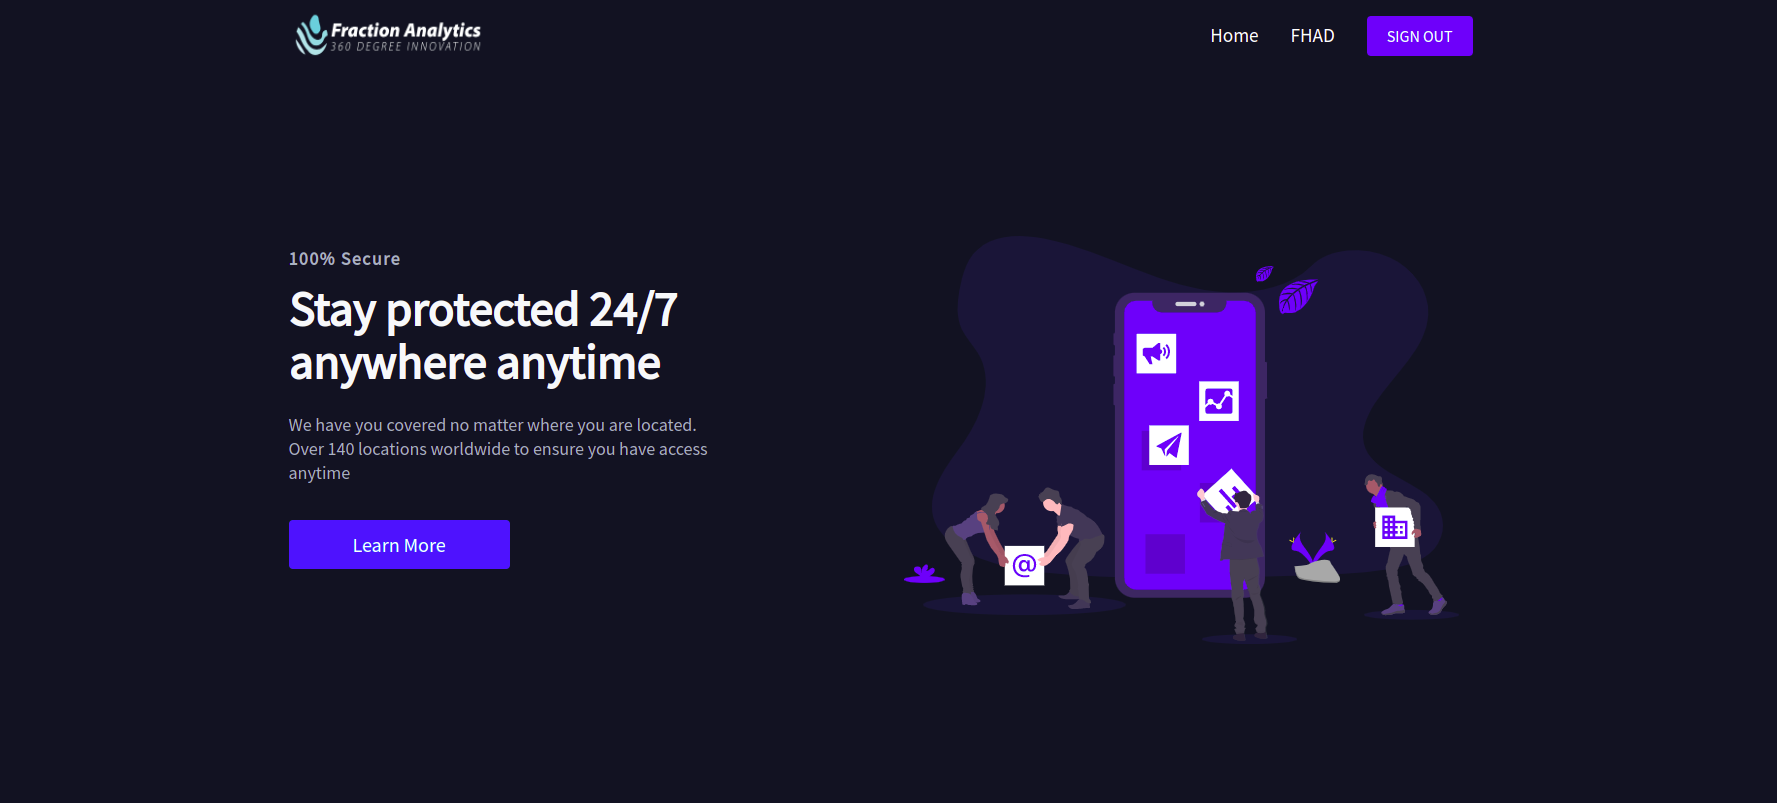 Fraction Analytics
360 DEGREE INNOVATION
Home
FHAD
SIGN OUT
100% Secure
Stay protected 24/7
anywhere anytime
We have you covered no matter where you are located.
Over 140 locations worldwide to ensure you have access
anytime
Learn More
@